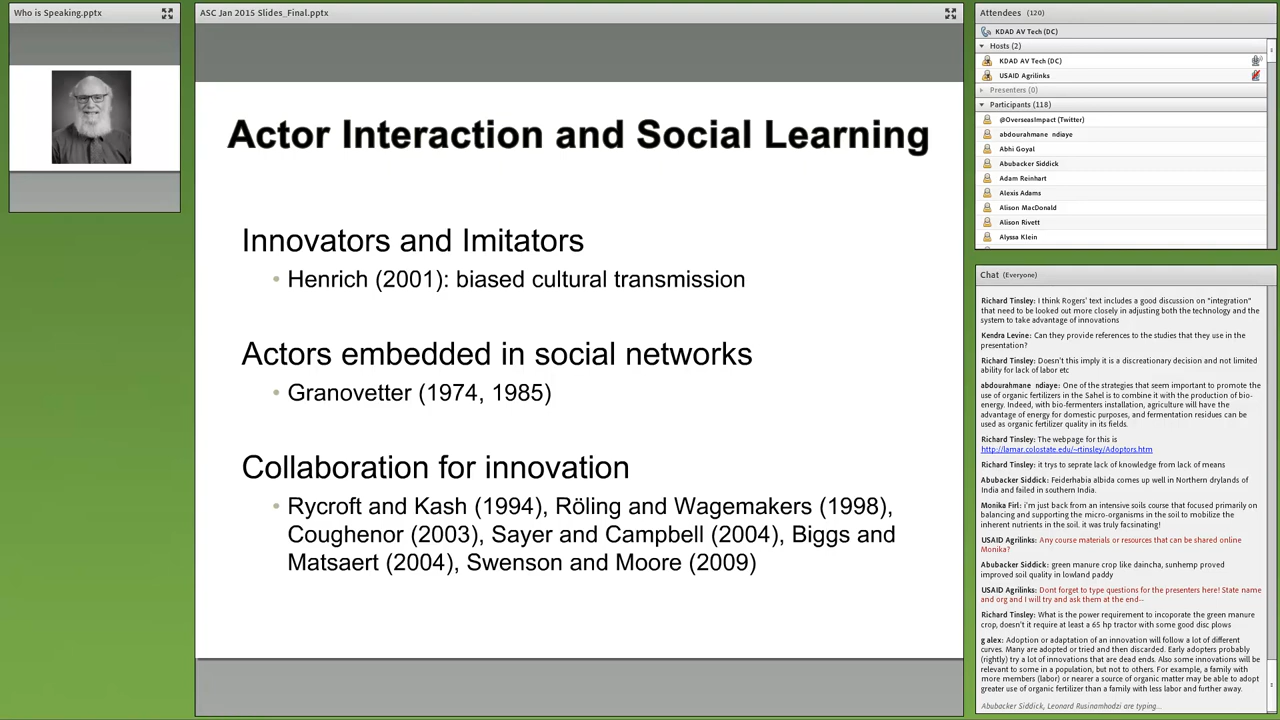 Who is Speaking.pptx
ASC Jan 2015 Slides_Final.pptx
Actor Interaction and Social Learning
Innovators and Imitators
• Henrich (2001): biased cultural transmission
Actors embedded in social networks
• Granovetter (1974, 1985)
Collaboration for innovation
• Rycroft and Kash (1994), Röling and Wagemakers (1998),
Coughenor (2003), Sayer and Campbell (2004), Biggs and
Matsaert (2004), Swenson and Moore (2009)
Attendees (120)
KDAD AV Tech (DC)
Hosts (2)
KDAD AV Tech (DC)
USAID Agrilinks
Presenters (0)
Participants (118)
@OverseasImpact (Twitter)
abdourahmane ndiaye
Abhi Goyal
Abubacker Siddick
Adam Reinhart
Alexis Adams
Alison MacDonald
Alison Rivett
Alyssa Klein
Chat (Everyone)
Richard Tinsley: I think Rogers' text includes a good discussion on "integration"
that need to be looked out more closely in adjusting both the technology and the
system to take advantage of innovations
Kendra Levine: Can they provide references to the studies that they use in the
presentation?
Richard Tinsley: Doesn't this imply it is a discreationary decision and not limited
ability for lack of labor etc
abdourahmane ndiaye: One of the strategies that seem important to promote the
use of organic fertilizers in the Sahel is to combine it with the production of bio-
energy. Indeed, with bio-fermenters installation, agriculture will have the
advantage of energy for domestic purposes, and fermentation residues can be
used as organic fertilizer quality in its fields.
Richard Tinsley: The webpage for this is
http://lamar.colostate.edu/~rtinsley/Adoptors.htm
Richard Tinsley: it trys to seprate lack of knowledge from lack of means
Abubacker Siddick: Feiderhabia albida comes up well in Northern drylands of
India and failed in southern India.
Monika Firl: i'm just back from an intensive soils course that focused primarily on
balancing and supporting the micro-organisms in the soil to mobilize the
inherent nutrients in the soil. it was truly fascsinating!
USAID Agrilinks: Any course materials or resources that can be shared online
Monika?
Abubacker Siddick: green manure crop like daincha, sunhemp proved
improved soil quality in lowland paddy
USAID Agrilinks: Dont forget to type questions for the presenters here! State name
and org and I will try and ask them at the end--
Richard Tinsley: What is the power requirement to incoporate the green manure
crop, doesn't it require at least a 65 hp tractor with some good disc plows
g alex: Adoption or adaptation of an innovation will follow a lot of different
curves. Many are adopted or tried and then discarded. Early adopters probably
(rightly) try a lot of innovations that are dead ends. Also some innovations will be
relevant to some in a population, but not to others. For example, a family with
more members (labor) or nearer a source of organic matter may be able to adopt
greater use of organic fertilizer than a family with less labor and further away.
Abubacker Siddick, Leonard Rusinamhodzi are typing...